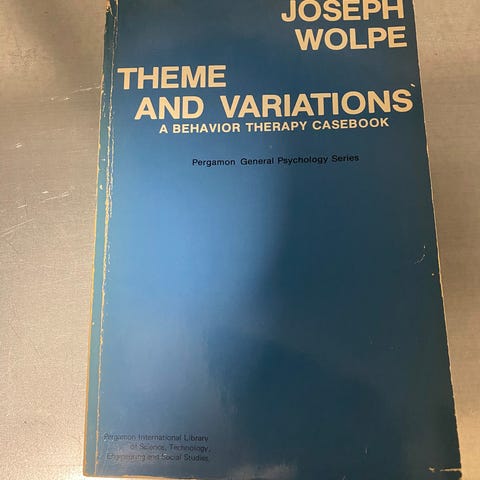 JOSEPH
WOLPE
THEME
AND VARIATIONS
A BEHAVIOR THERAPY CASEBOOK
Pergamon General Psychology Series
Pergamon International Library
of Science, Technology,
Engineering and Social Studies